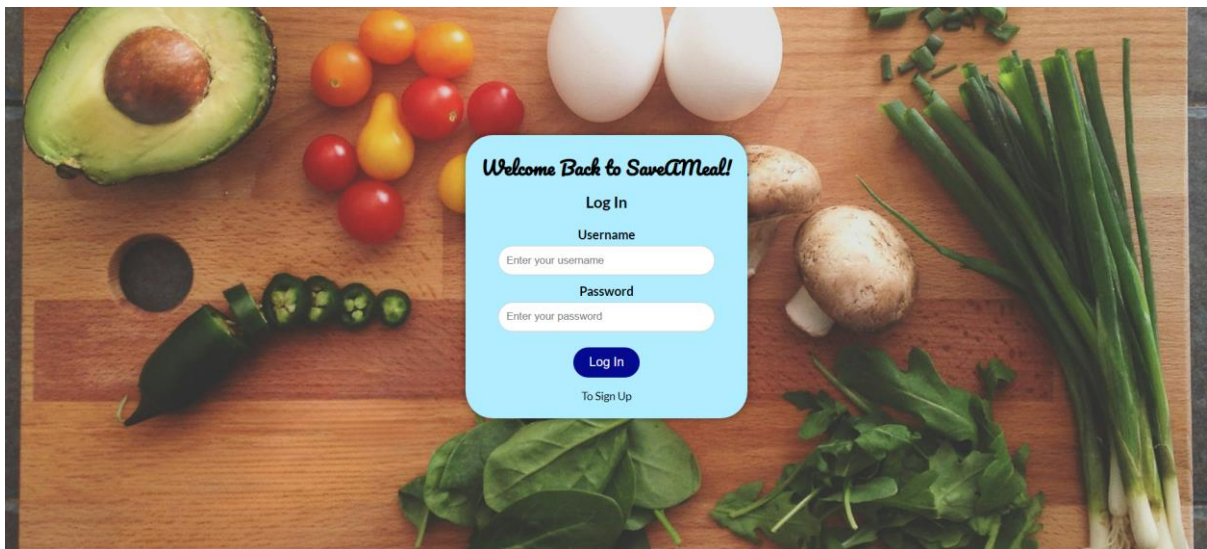 Welcome Back to SaveAMeal!
Log In
Username
Enter your username
Password
Enter your password
Log In
To Sign Up